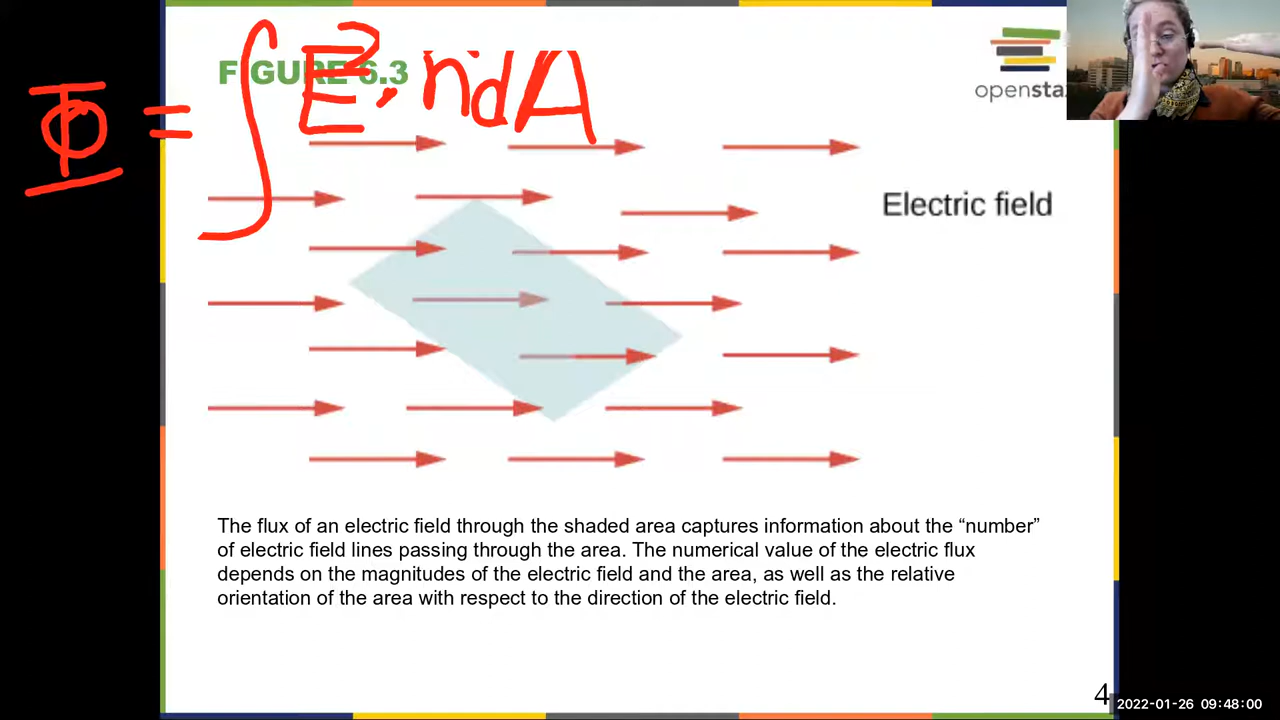 FIGURE 6.3
Φ = ∫ E⃗ · n̂ dA
openstax
Electric field
The flux of an electric field through the shaded area captures information about the “number”
of electric field lines passing through the area. The numerical value of the electric flux
depends on the magnitudes of the electric field and the area, as well as the relative
orientation of the area with respect to the direction of the electric field.
4
2022-01-26 09:48:00